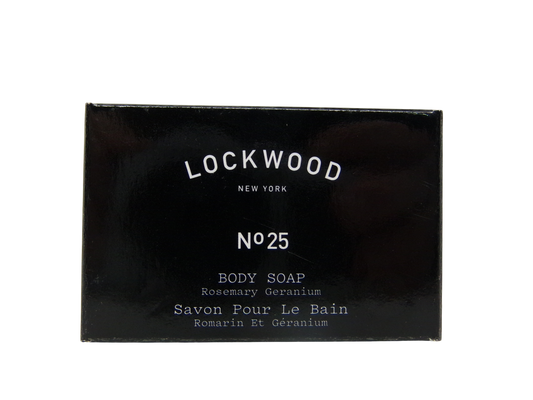 LOCKWOOD
NEW YORK
Nº25
BODY SOAP
Rosemary Geranium
Savon Pour Le Bain
Romarin Et Géranium